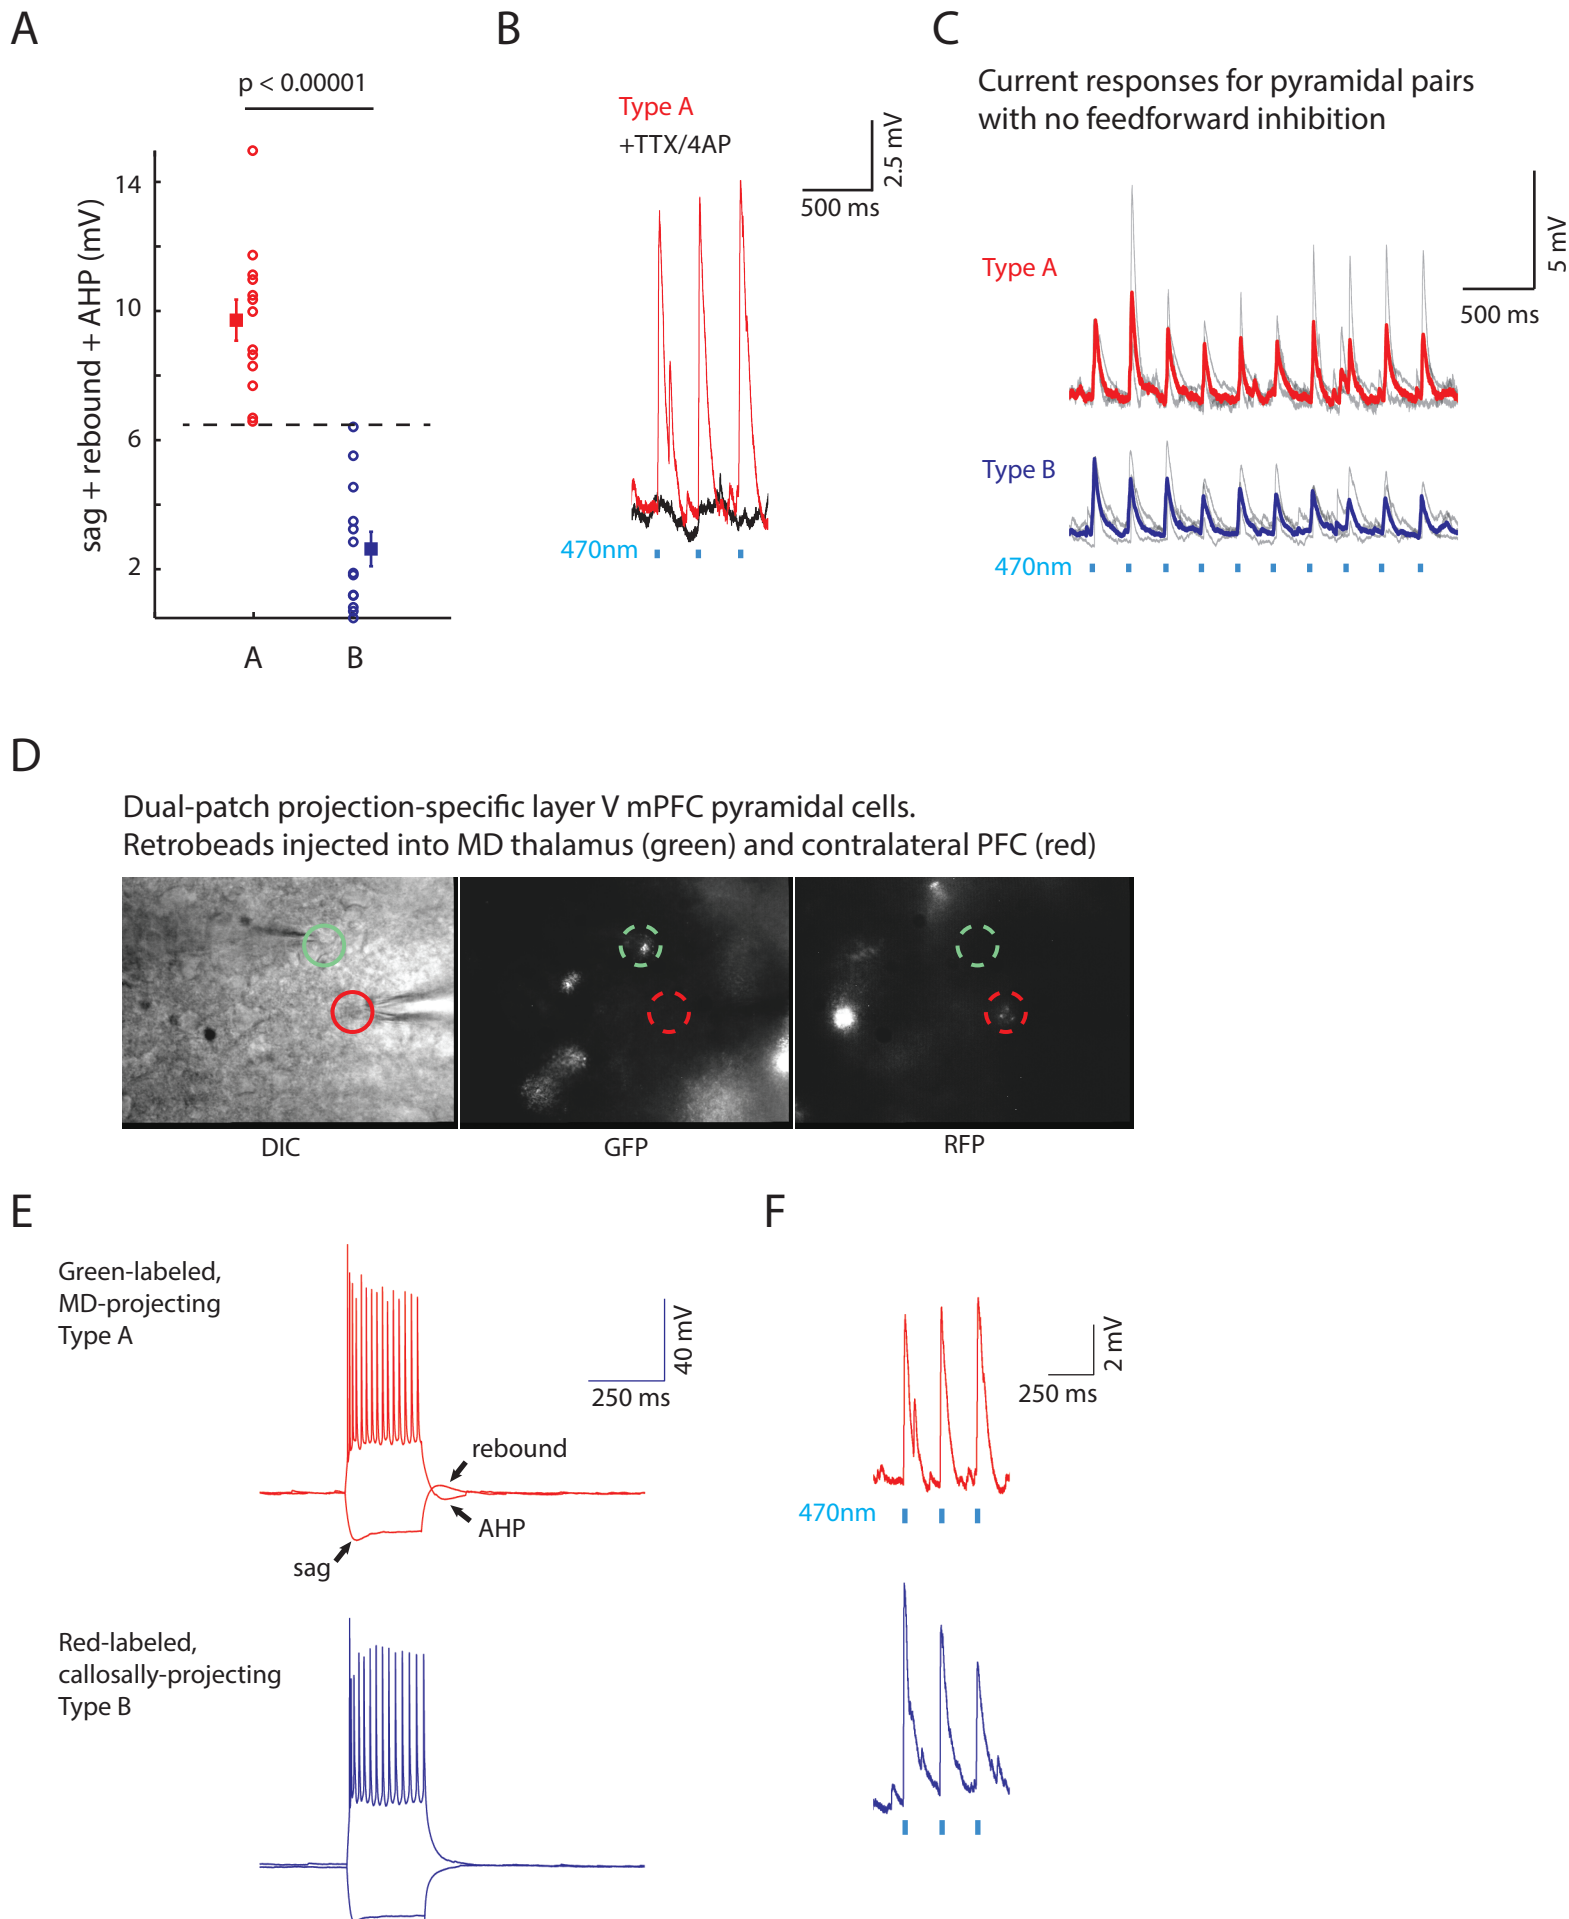 A
p < 0.00001
sag + rebound + AHP (mV)
14
10
6
2
A
B
B
Type A
+TTX/4AP
2.5 mV
500 ms
470nm
C
Current responses for pyramidal pairs
with no feedforward inhibition
Type A
5 mV
500 ms
Type B
470nm
D
Dual-patch projection-specific layer V mPFC pyramidal cells.
Retrobeads injected into MD thalamus (green) and contralateral PFC (red)
DIC
GFP
RFP
E
Green-labeled,
MD-projecting
Type A
40 mV
250 ms
rebound
AHP
sag
Red-labeled,
callosally-projecting
Type B
F
2 mV
250 ms
470nm